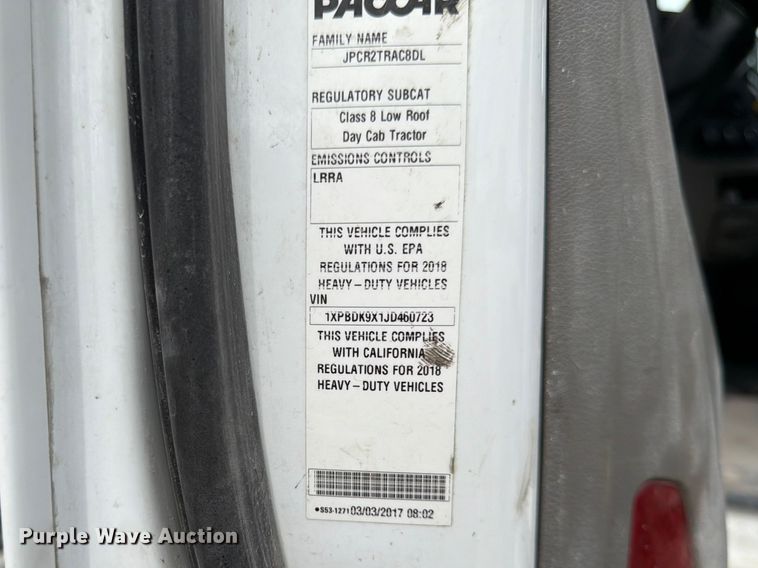 PACCAR
FAMILY NAME
JPCR2TRAC8DL
REGULATORY SUBCAT
Class 8 Low Roof
Day Cab Tractor
EMISSIONS CONTROLS
LRRA
THIS VEHICLE COMPLIES
WITH U.S. EPA
REGULATIONS FOR 2018
HEAVY-DUTY VEHICLES
VIN
1XPBDK9X1JD460723
THIS VEHICLE COMPLIES
WITH CALIFORNIA
REGULATIONS FOR 2018
HEAVY-DUTY VEHICLES
•S53-1271 03/03/2017 08:02
Purple Wave Auction®